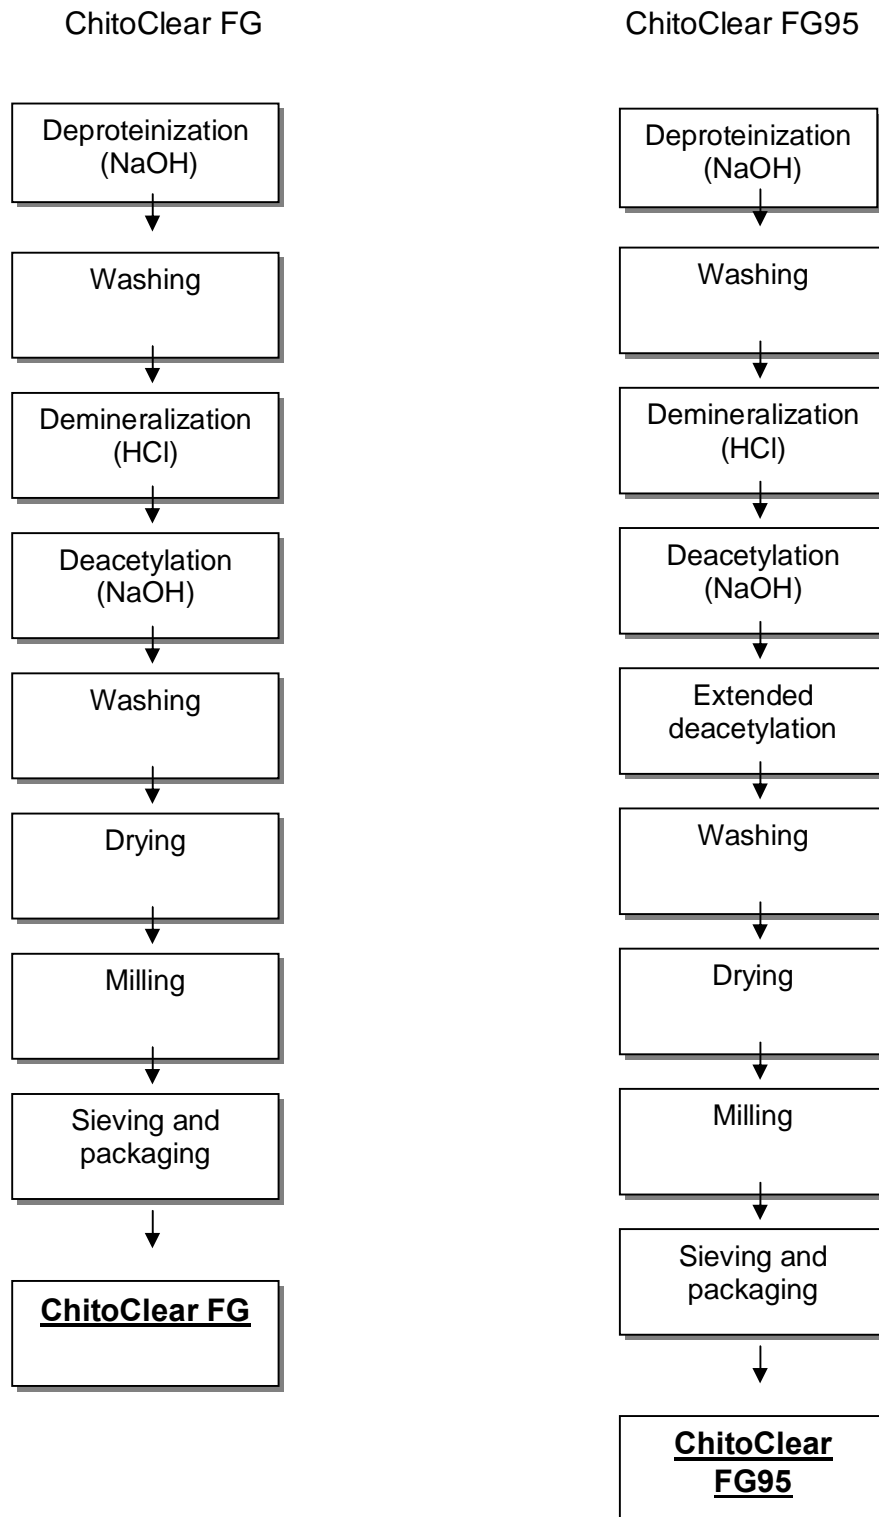 ChitoClear FG
Deproteinization
(NaOH)
Washing
Demineralization
(HCl)
Deacetylation
(NaOH)
Washing
Drying
Milling
Sieving and
packaging
ChitoClear FG
ChitoClear FG95
Deproteinization
(NaOH)
Washing
Demineralization
(HCl)
Deacetylation
(NaOH)
Extended
deacetylation
Washing
Drying
Milling
Sieving and
packaging
ChitoClear
FG95